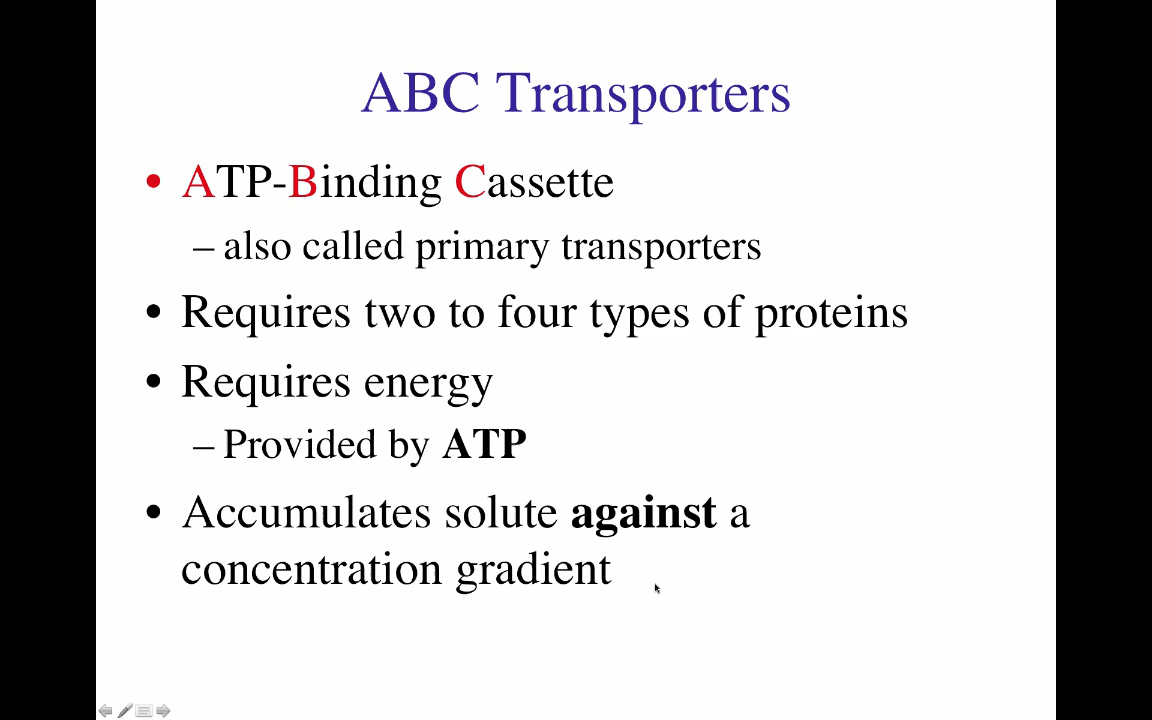 ABC Transporters
• ATP-Binding Cassette
– also called primary transporters
• Requires two to four types of proteins
• Requires energy
– Provided by ATP
• Accumulates solute against a
concentration gradient